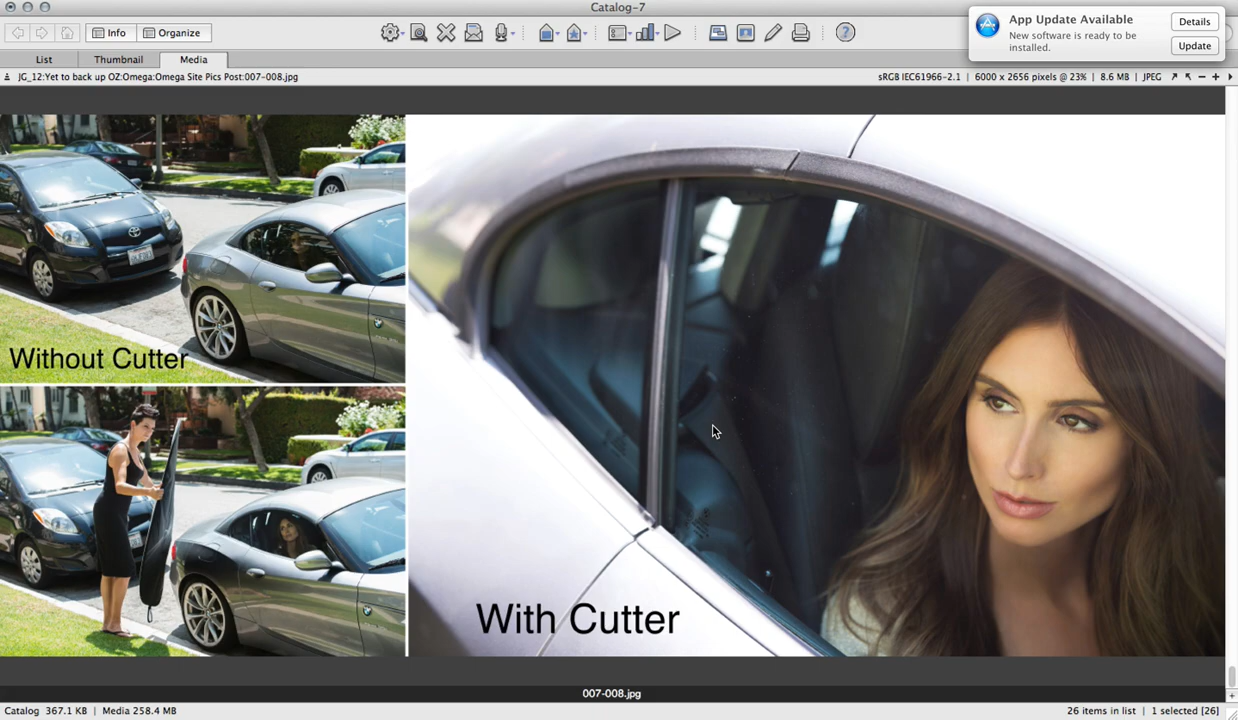 Catalog-7
Info
Organize
App Update Available
New software is ready to be
installed.
Details
Update
List
Thumbnail
Media
JG_12:Yet to back up OZ:Omega:Omega Site Pics Post:007-008.jpg
sRGB IEC61966-2.1 | 6000 x 2656 pixels @ 23% | 8.6 MB | JPEG
Without Cutter
With Cutter
007-008.jpg
Catalog 367.1 KB | Media 258.4 MB
26 items in list | 1 selected [26]